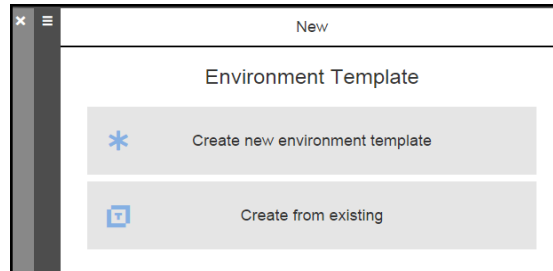 New
Environment Template
Create new environment template
T
Create from existing